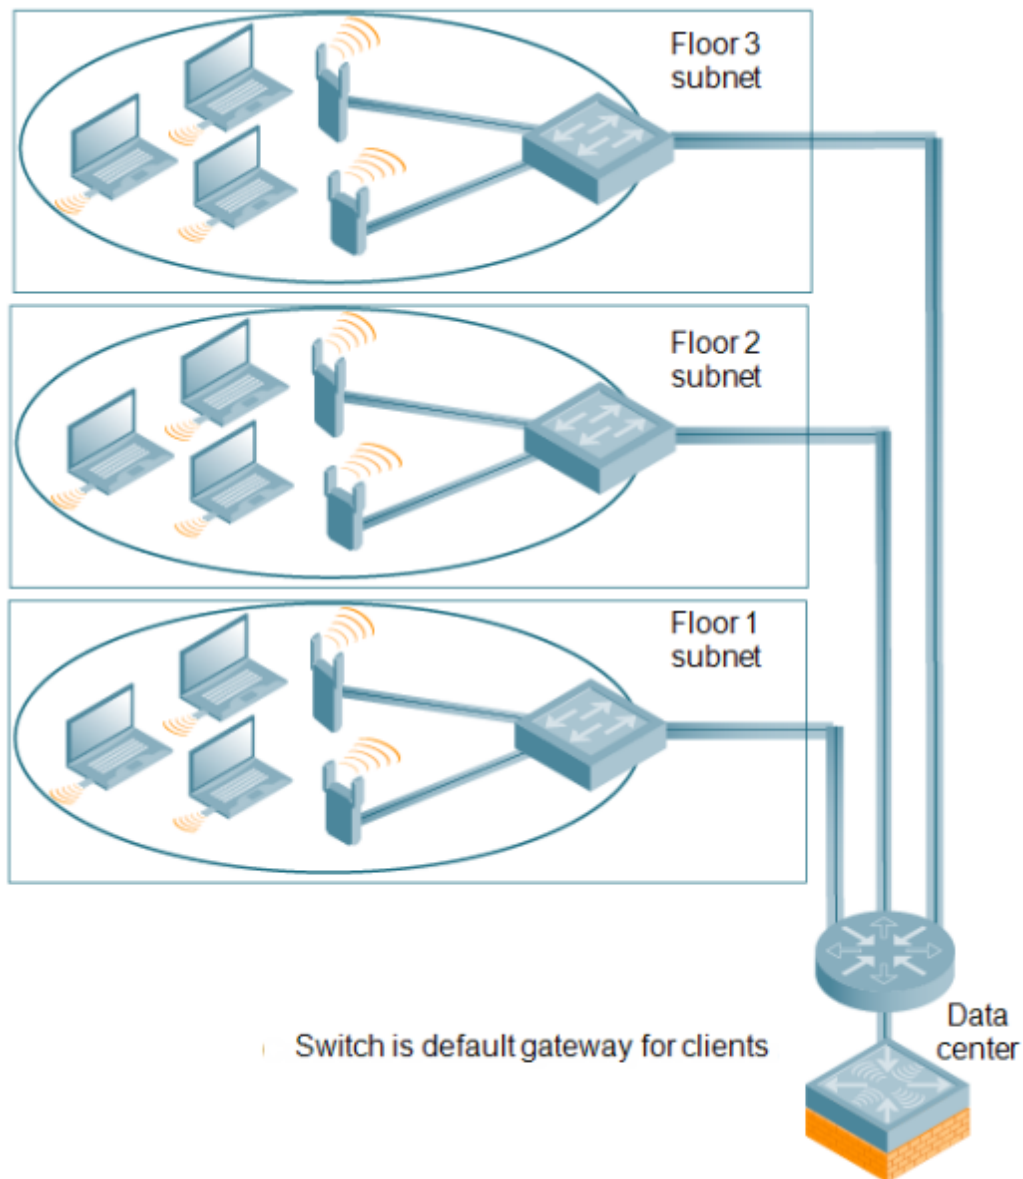 Floor 3
subnet
Floor 2
subnet
Floor 1
subnet
Switch is default gateway for clients
Data
center